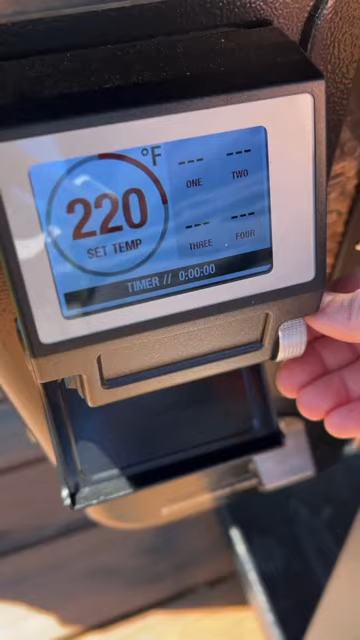 °F
220
SET TEMP
--- ---
ONE TWO
--- ---
THREE FOUR
TIMER // 0:00:00